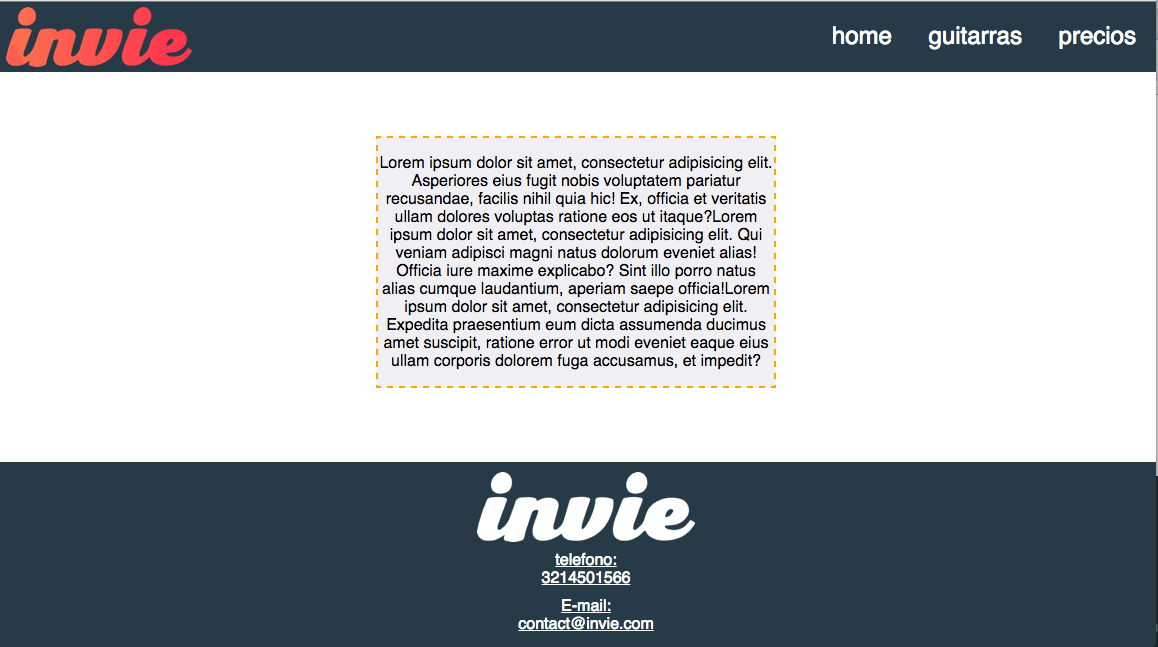 invie
home guitarras precios
Lorem ipsum dolor sit amet, consectetur adipisicing elit.
Asperiores eius fugit nobis voluptatem pariatur
recusandae, facilis nihil quia hic! Ex, officia et veritatis
ullam dolores voluptas ratione eos ut itaque?Lorem
ipsum dolor sit amet, consectetur adipisicing elit. Qui
veniam adipisci magni natus dolorum eveniet alias!
Officia iure maxime explicabo? Sint illo porro natus
alias cumque laudantium, aperiam saepe officia!Lorem
ipsum dolor sit amet, consectetur adipisicing elit.
Expedita praesentium eum dicta assumenda ducimus
amet suscipit, ratione error ut modi eveniet eaque eius
ullam corporis dolorem fuga accusamus, et impedit?
invie
telefono:
3214501566
E-mail:
contact@invie.com